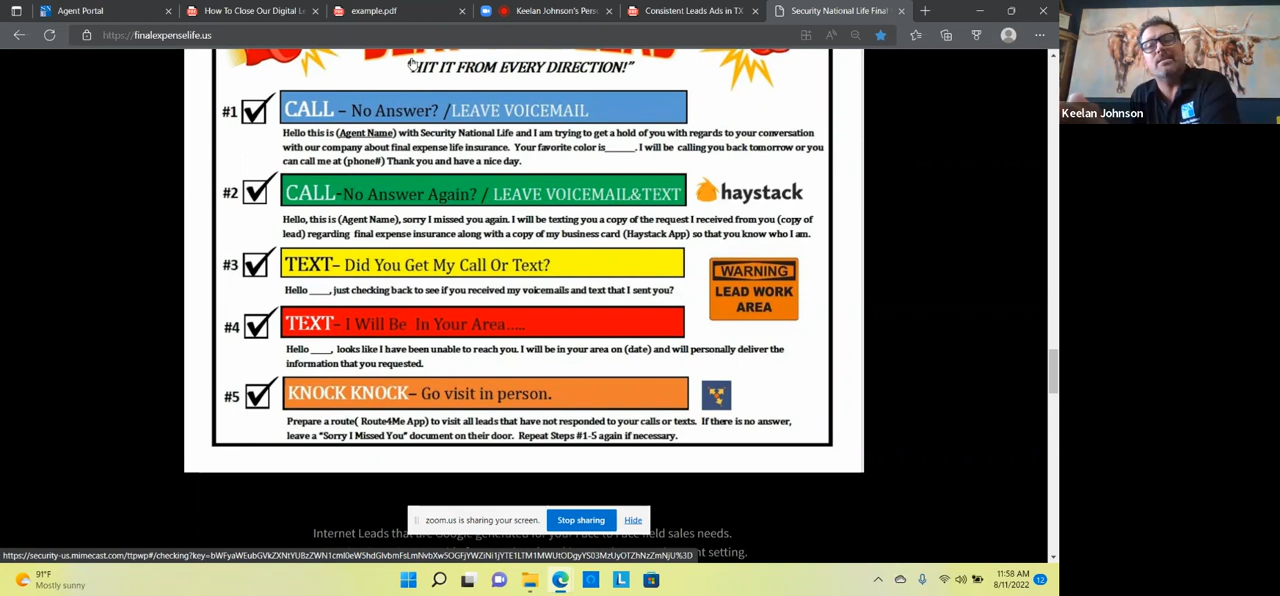 Agent Portal
How To Close Our Digital Le
example.pdf
Keelan Johnson's Perso
Consistent Leads Ads in TX
Security National Life Final
https://finalexpenselife.us
Keelan Johnson
"HIT IT FROM EVERY DIRECTION!"
#1 CALL – No Answer? /LEAVE VOICEMAIL
Hello this is (Agent Name) with Security National Life and I am trying to get a hold of you with regards to your conversation
with our company about final expense life insurance. Your favorite color is______. I will be calling you back tomorrow or you
can call me at (phone#) Thank you and have a nice day.
#2 CALL-No Answer Again? / LEAVE VOICEMAIL&TEXT
haystack
Hello, this is (Agent Name), sorry I missed you again. I will be texting you a copy of the request I received from you (copy of
lead) regarding final expense insurance along with a copy of my business card (Haystack App) so that you know who I am.
#3 TEXT– Did You Get My Call Or Text?
Hello ____, just checking back to see if you received my voicemails and text that I sent you?
WARNING
LEAD WORK
AREA
#4 TEXT- I Will Be In Your Area.....
Hello ____, looks like I have been unable to reach you. I will be in your area on (date) and will personally deliver the
information that you requested.
#5 KNOCK KNOCK– Go visit in person.
Prepare a route( Route4Me App) to visit all leads that have not responded to your calls or texts. If there is no answer,
leave a "Sorry I Missed You" document on their door. Repeat Steps #1-5 again if necessary.
zoom.us is sharing your screen.
Stop sharing
Hide
Internet Leads that are Google generated for you
field sales needs.
setting.
91°F
Mostly sunny
11:58 AM
8/11/2022
12